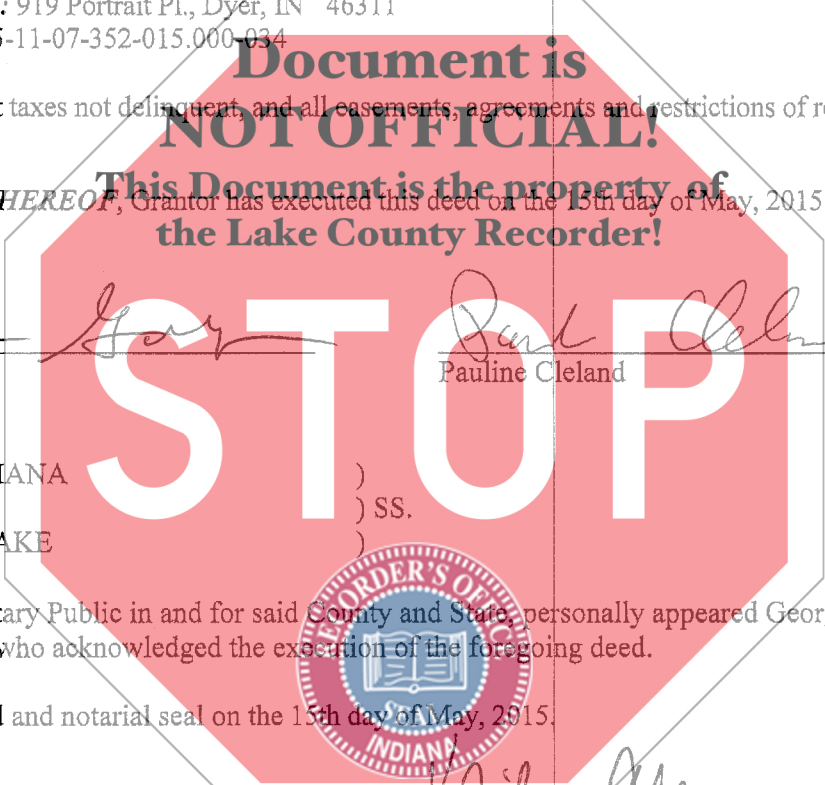 : 919 Portrait Pl., Dyer, IN 46311
-11-07-352-015.000-034
Document is
t taxes not delinquent, and all easements, agreements and restrictions of re
NOT OFFICIAL!
This Document is the property of
HEREOF, Grantor has executed this deed on the 15th day of May, 2015
the Lake County Recorder!
STOP
Pauline Cleland
IANA )
) SS.
AKE )
RECORDER'S OFFICE
ary Public in and for said County and State, personally appeared Geor
who acknowledged the execution of the foregoing deed.
SEAL
d and notarial seal on the 15th day of May, 2015.
INDIANA